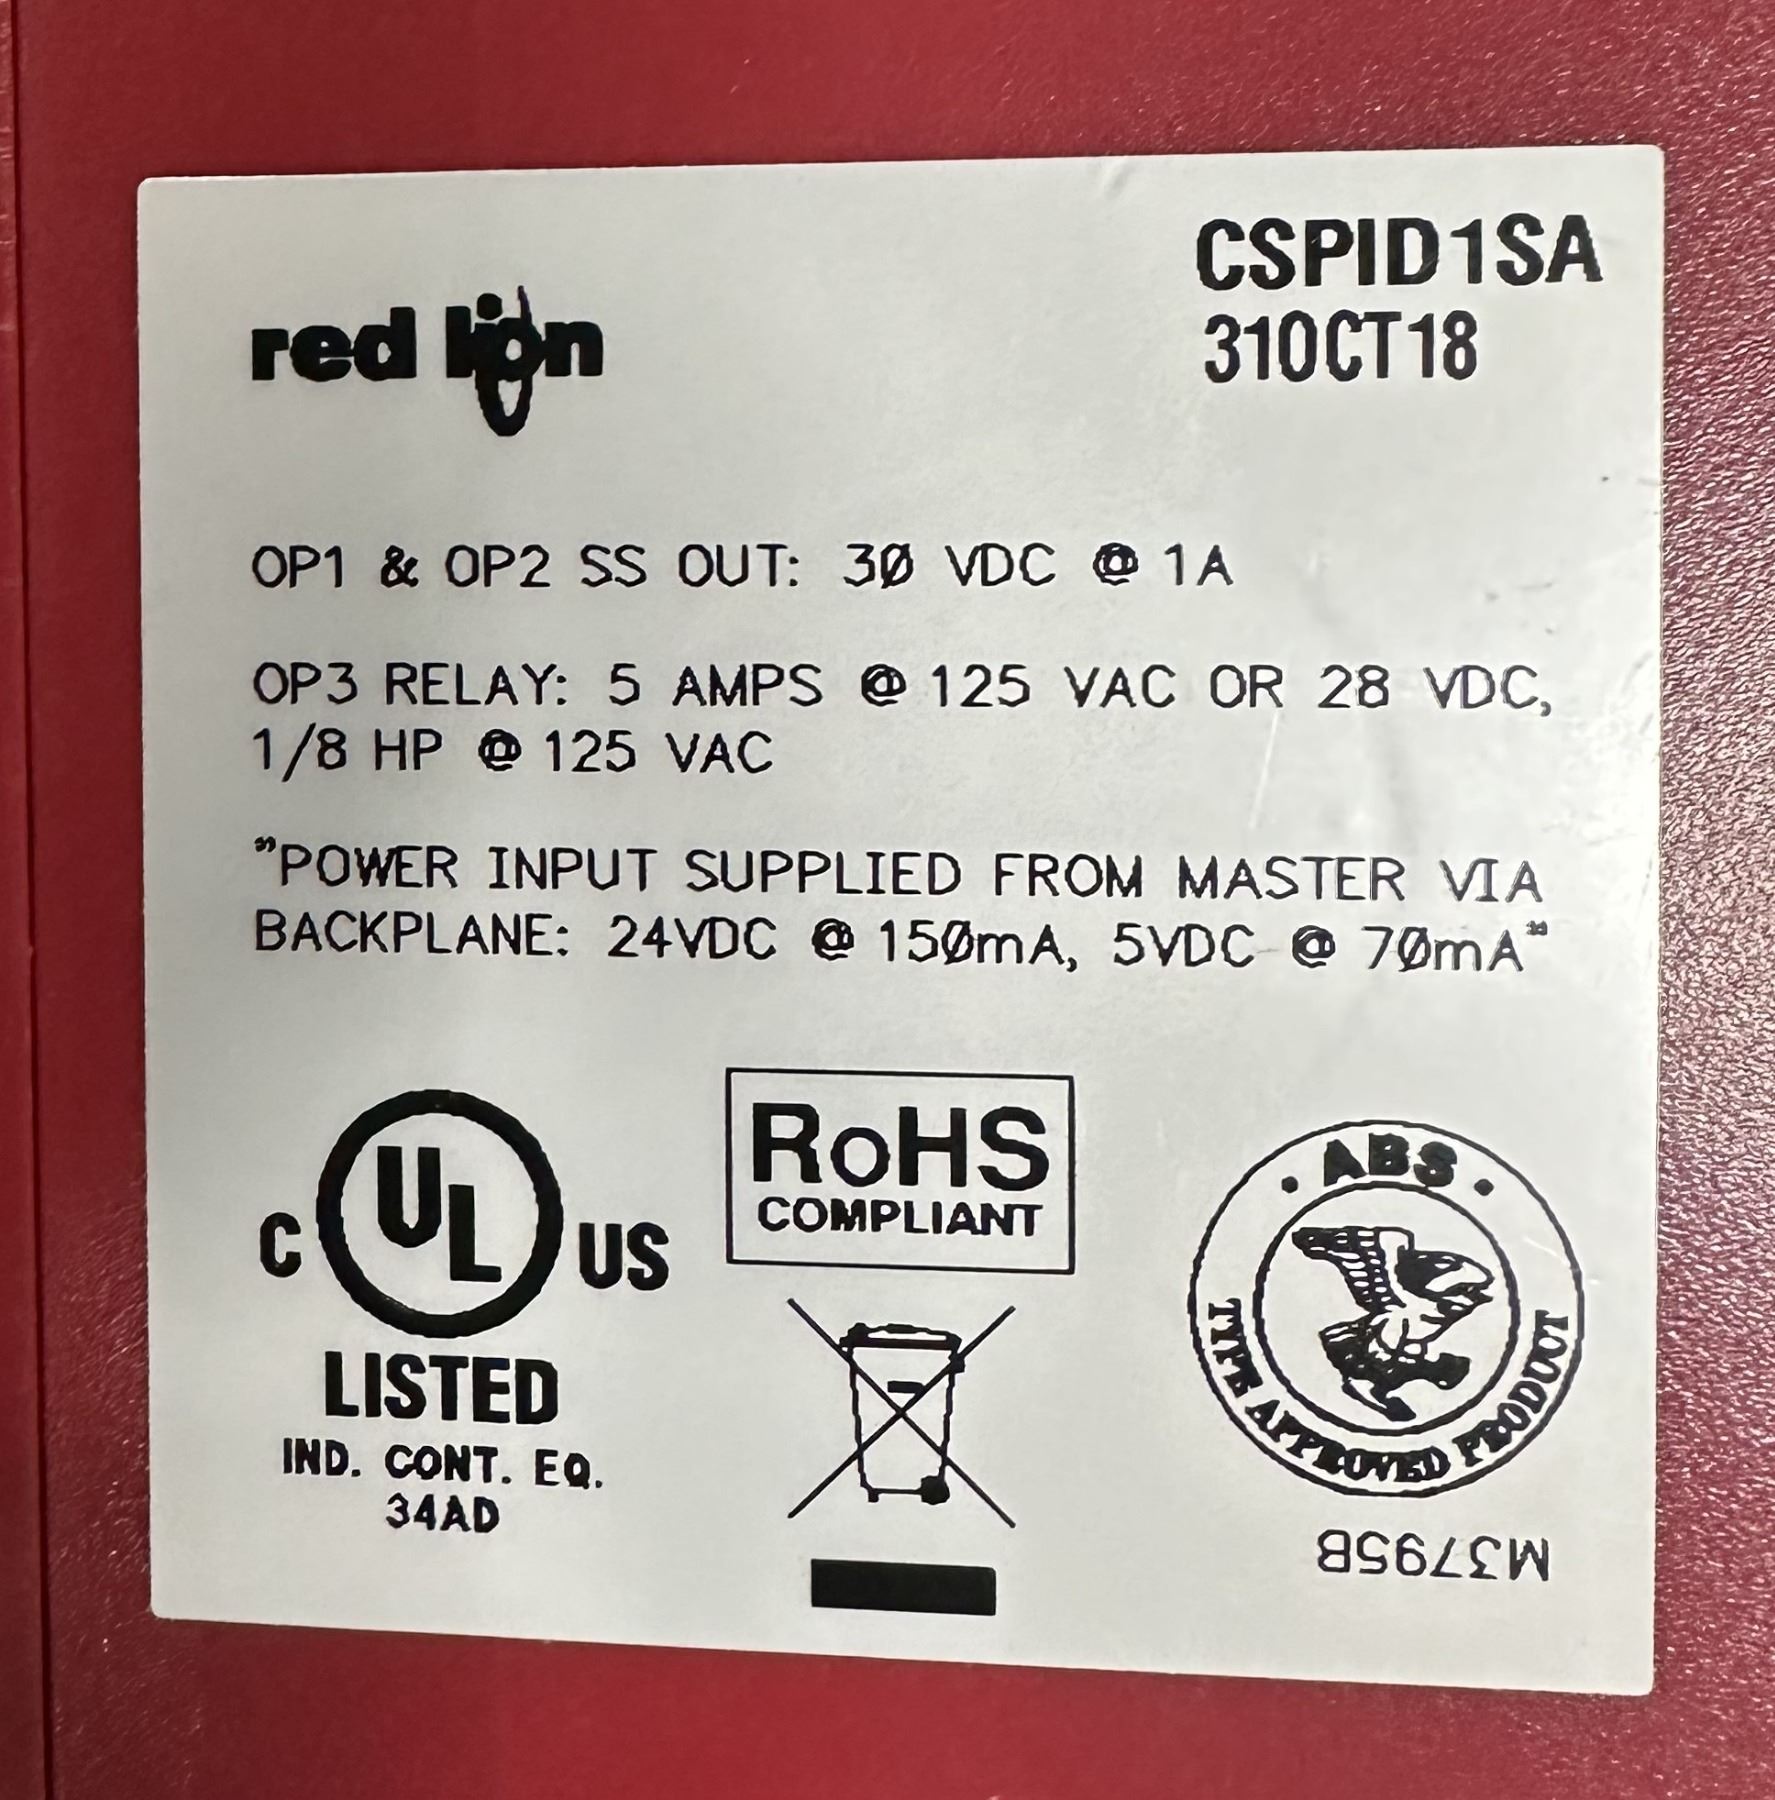 red lion
CSPID1SA
31OCT18
OP1 & OP2 SS OUT: 30 VDC @ 1A
OP3 RELAY: 5 AMPS @ 125 VAC OR 28 VDC,
1/8 HP @ 125 VAC
"POWER INPUT SUPPLIED FROM MASTER VIA
BACKPLANE: 24VDC @ 150mA, 5VDC @ 70mA"
C UL US
LISTED
IND. CONT. EQ.
34AD
RoHS
COMPLIANT
· ABS ·
TYPE APPROVED PRODUCT
M3795B